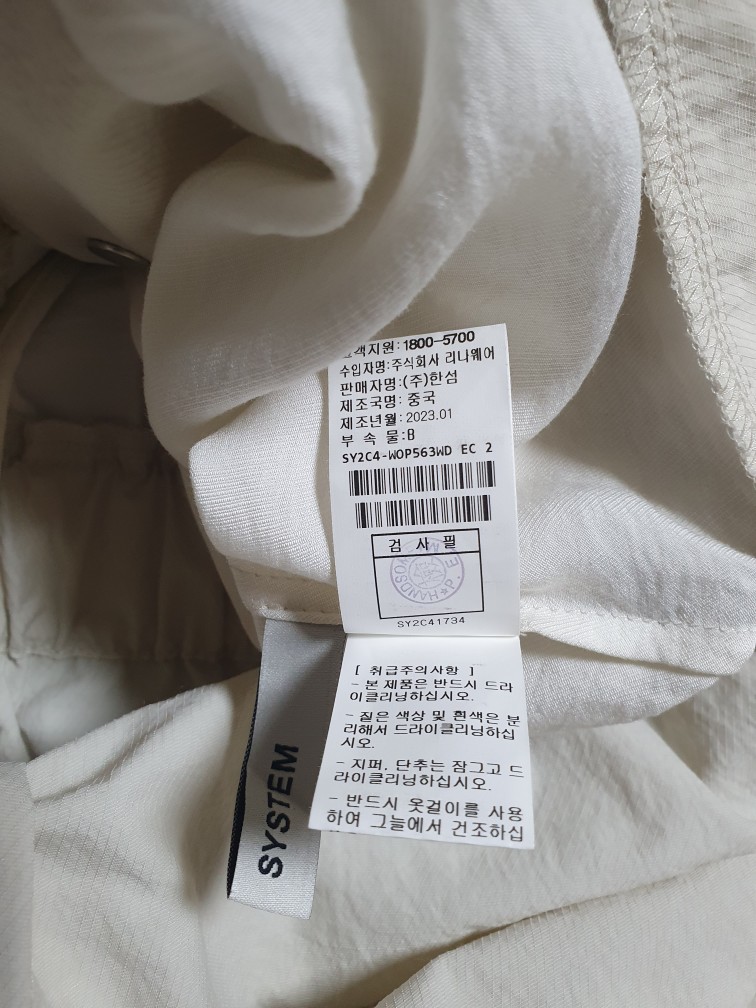 객지원:1800-5700
수입자명:주식회사 리나웨어
판매자명:(주)한섬
제조국명: 중국
제조년월: 2023.01
부 속 물:B
SY2C4-WOP563WD EC 2
검 사 필
HANDSOM P.E
SY2C41734
[ 취급주의사항 ]
- 본 제품은 반드시 드라
이클리닝하십시오.
- 짙은 색상 및 흰색은 분
리해서 드라이클리닝하십
시오.
- 지퍼. 단추는 잠그고 드
라이클리닝하십시오.
- 반드시 옷걸이를 사용
하여 그늘에서 건조하십
SYSTEM